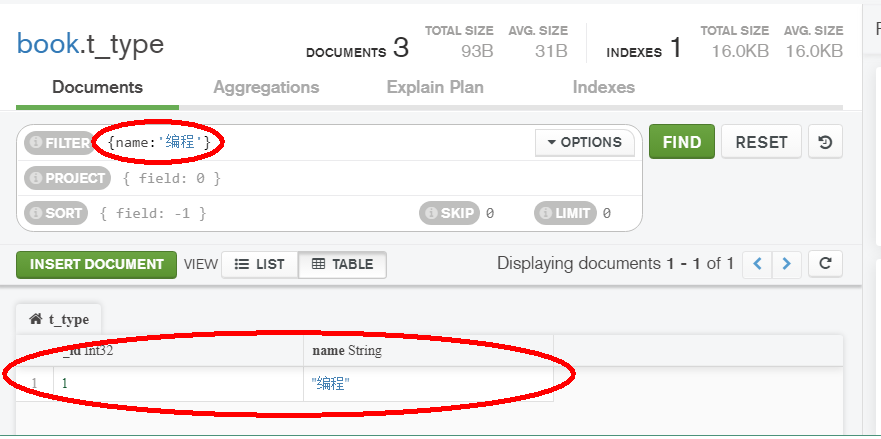 book.t_type
DOCUMENTS 3
TOTAL SIZE 93B
AVG. SIZE 31B
INDEXES 1
TOTAL SIZE 16.0KB
AVG. SIZE 16.0KB
Documents Aggregations Explain Plan Indexes
FILTER {name:'编程'} OPTIONS FIND RESET
PROJECT { field: 0 }
SORT { field: -1 } SKIP 0 LIMIT 0
INSERT DOCUMENT VIEW LIST TABLE Displaying documents 1 - 1 of 1
t_type
_id Int32 name String
1 1 "编程"